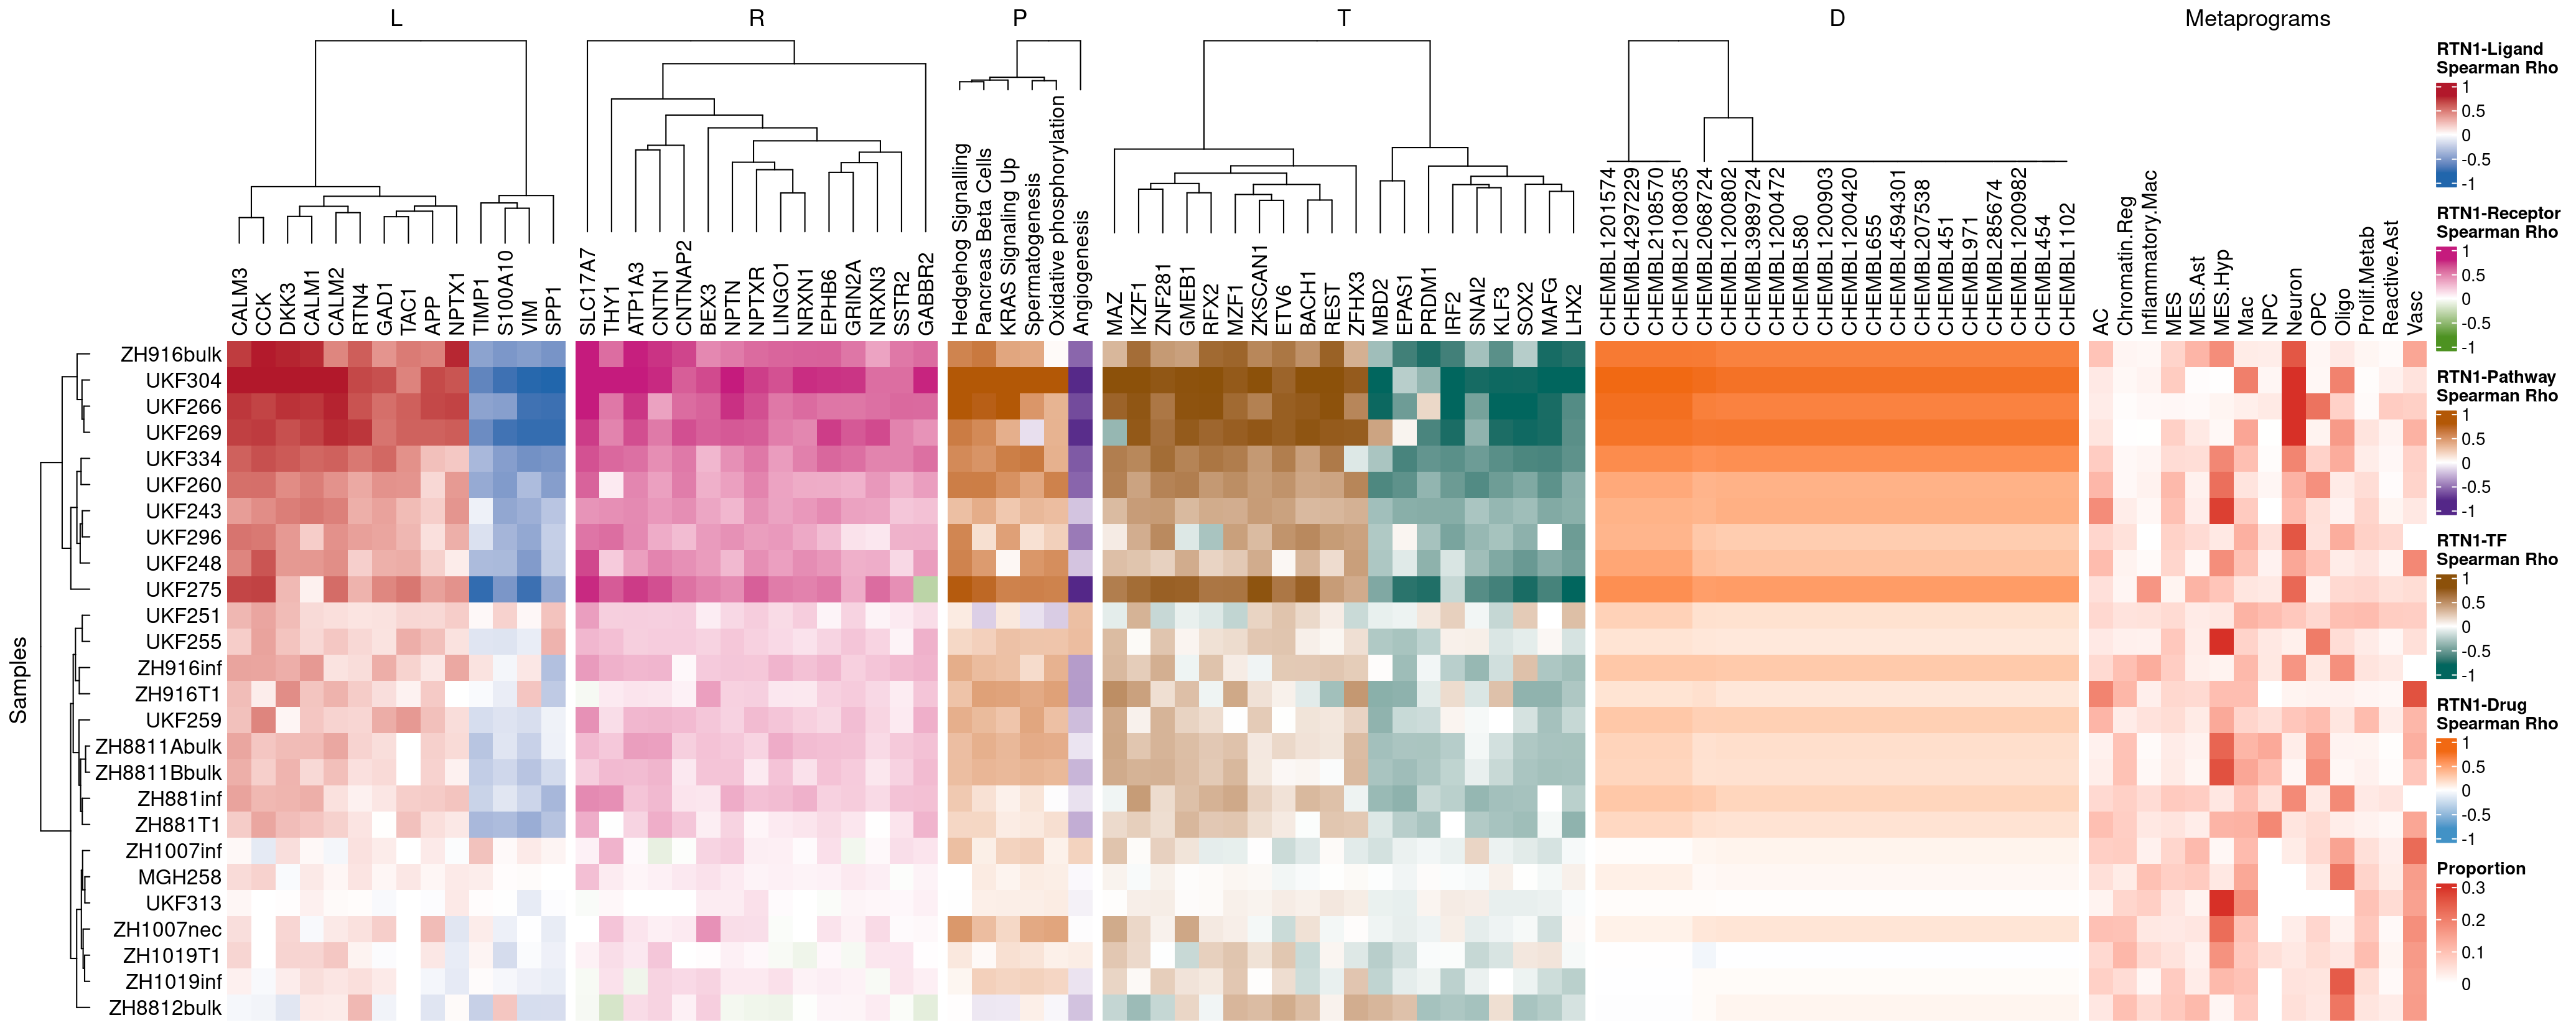 L
R
P
T
D
Metaprograms
CALM3
CCK
DKK3
CALM1
CALM2
RTN4
GAD1
TAC1
APP
NPTX1
TIMP1
S100A10
VIM
SPP1
SLC17A7
THY1
ATP1A3
CNTN1
CNTNAP2
BEX3
NPTN
NPTXR
LINGO1
NRXN1
EPHB6
GRIN2A
NRXN3
SSTR2
GABBR2
Hedgehog Signalling
Pancreas Beta Cells
KRAS Signaling Up
Spermatogenesis
Oxidative phosphorylation
Angiogenesis
MAZ
IKZF1
ZNF281
GMEB1
RFX2
MZF1
ZKSCAN1
ETV6
BACH1
REST
ZFHX3
MBD2
EPAS1
PRDM1
IRF2
SNAI2
KLF3
SOX2
MAFG
LHX2
CHEMBL1201574
CHEMBL4297229
CHEMBL2108570
CHEMBL2108035
CHEMBL2068724
CHEMBL1200802
CHEMBL3989724
CHEMBL1200472
CHEMBL580
CHEMBL1200903
CHEMBL1200420
CHEMBL655
CHEMBL4594301
CHEMBL207538
CHEMBL451
CHEMBL971
CHEMBL285674
CHEMBL1200982
CHEMBL454
CHEMBL1102
AC
Chromatin.Reg
Inflammatory.Mac
MES
MES.Ast
MES.Hyp
Mac
NPC
Neuron
OPC
Oligo
Prolif.Metab
Reactive.Ast
Vasc
Samples
ZH916bulk
UKF304
UKF266
UKF269
UKF334
UKF260
UKF243
UKF296
UKF248
UKF275
UKF251
UKF255
ZH916inf
ZH916T1
UKF259
ZH8811Abulk
ZH8811Bbulk
ZH881inf
ZH881T1
ZH1007inf
MGH258
UKF313
ZH1007nec
ZH1019T1
ZH1019inf
ZH8812bulk
RTN1-Ligand
Spearman Rho
1
0.5
0
-0.5
-1
RTN1-Receptor
Spearman Rho
1
0.5
0
-0.5
-1
RTN1-Pathway
Spearman Rho
1
0.5
0
-0.5
-1
RTN1-TF
Spearman Rho
1
0.5
0
-0.5
-1
RTN1-Drug
Spearman Rho
1
0.5
0
-0.5
-1
Proportion
0.3
0.2
0.1
0